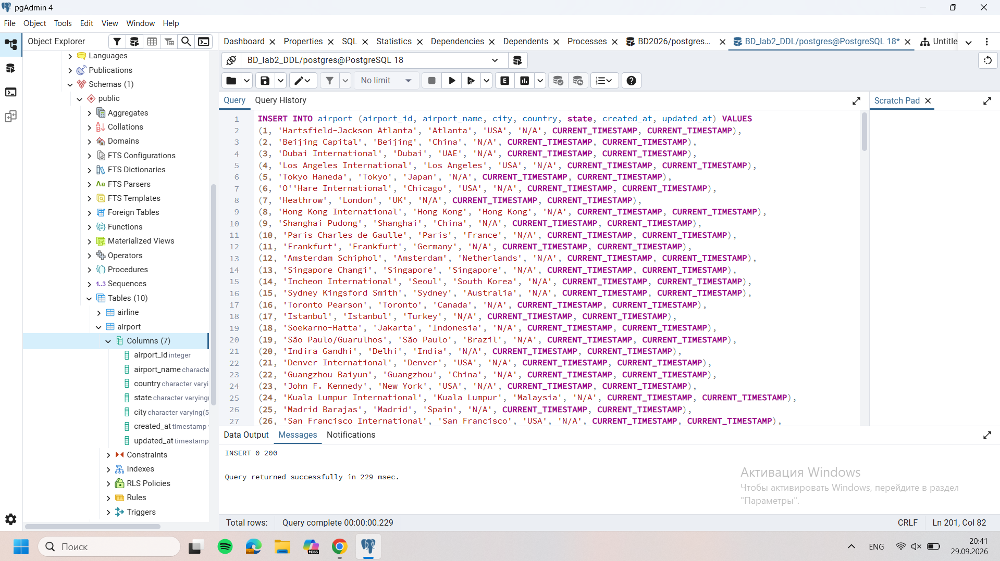 pgAdmin 4
File Object Tools Edit View Window Help
Object Explorer
Dashboard Properties SQL Statistics Dependencies Dependents Processes BD2026/postgres... BD_lab2_DDL/postgres@PostgreSQL 18* Untitle
BD_lab2_DDL/postgres@PostgreSQL 18
No limit
E
Query Query History
Scratch Pad
Languages
Publications
Schemas (1)
public
Aggregates
Collations
Domains
FTS Configurations
FTS Dictionaries
Aa FTS Parsers
FTS Templates
Foreign Tables
Functions
Materialized Views
Operators
Procedures
1..3 Sequences
Tables (10)
airline
airport
Columns (7)
airport_id integer
airport_name characte
country character varyi
state character varying(
city character varying(5
created_at timestamp
updated_at timestamp
Constraints
Indexes
RLS Policies
Rules
Triggers
1 INSERT INTO airport (airport_id, airport_name, city, country, state, created_at, updated_at) VALUES
2 (1, 'Hartsfield-Jackson Atlanta', 'Atlanta', 'USA', 'N/A', CURRENT_TIMESTAMP, CURRENT_TIMESTAMP),
3 (2, 'Beijing Capital', 'Beijing', 'China', 'N/A', CURRENT_TIMESTAMP, CURRENT_TIMESTAMP),
4 (3, 'Dubai International', 'Dubai', 'UAE', 'N/A', CURRENT_TIMESTAMP, CURRENT_TIMESTAMP),
5 (4, 'Los Angeles International', 'Los Angeles', 'USA', 'N/A', CURRENT_TIMESTAMP, CURRENT_TIMESTAMP),
6 (5, 'Tokyo Haneda', 'Tokyo', 'Japan', 'N/A', CURRENT_TIMESTAMP, CURRENT_TIMESTAMP),
7 (6, 'O''Hare International', 'Chicago', 'USA', 'N/A', CURRENT_TIMESTAMP, CURRENT_TIMESTAMP),
8 (7, 'Heathrow', 'London', 'UK', 'N/A', CURRENT_TIMESTAMP, CURRENT_TIMESTAMP),
9 (8, 'Hong Kong International', 'Hong Kong', 'Hong Kong', 'N/A', CURRENT_TIMESTAMP, CURRENT_TIMESTAMP),
10 (9, 'Shanghai Pudong', 'Shanghai', 'China', 'N/A', CURRENT_TIMESTAMP, CURRENT_TIMESTAMP),
11 (10, 'Paris Charles de Gaulle', 'Paris', 'France', 'N/A', CURRENT_TIMESTAMP, CURRENT_TIMESTAMP),
12 (11, 'Frankfurt', 'Frankfurt', 'Germany', 'N/A', CURRENT_TIMESTAMP, CURRENT_TIMESTAMP),
13 (12, 'Amsterdam Schiphol', 'Amsterdam', 'Netherlands', 'N/A', CURRENT_TIMESTAMP, CURRENT_TIMESTAMP),
14 (13, 'Singapore Changi', 'Singapore', 'Singapore', 'N/A', CURRENT_TIMESTAMP, CURRENT_TIMESTAMP),
15 (14, 'Incheon International', 'Seoul', 'South Korea', 'N/A', CURRENT_TIMESTAMP, CURRENT_TIMESTAMP),
16 (15, 'Sydney Kingsford Smith', 'Sydney', 'Australia', 'N/A', CURRENT_TIMESTAMP, CURRENT_TIMESTAMP),
17 (16, 'Toronto Pearson', 'Toronto', 'Canada', 'N/A', CURRENT_TIMESTAMP, CURRENT_TIMESTAMP),
18 (17, 'Istanbul', 'Istanbul', 'Turkey', 'N/A', CURRENT_TIMESTAMP, CURRENT_TIMESTAMP),
19 (18, 'Soekarno-Hatta', 'Jakarta', 'Indonesia', 'N/A', CURRENT_TIMESTAMP, CURRENT_TIMESTAMP),
20 (19, 'São Paulo/Guarulhos', 'São Paulo', 'Brazil', 'N/A', CURRENT_TIMESTAMP, CURRENT_TIMESTAMP),
21 (20, 'Indira Gandhi', 'Delhi', 'India', 'N/A', CURRENT_TIMESTAMP, CURRENT_TIMESTAMP),
22 (21, 'Denver International', 'Denver', 'USA', 'N/A', CURRENT_TIMESTAMP, CURRENT_TIMESTAMP),
23 (22, 'Guangzhou Baiyun', 'Guangzhou', 'China', 'N/A', CURRENT_TIMESTAMP, CURRENT_TIMESTAMP),
24 (23, 'John F. Kennedy', 'New York', 'USA', 'N/A', CURRENT_TIMESTAMP, CURRENT_TIMESTAMP),
25 (24, 'Kuala Lumpur International', 'Kuala Lumpur', 'Malaysia', 'N/A', CURRENT_TIMESTAMP, CURRENT_TIMESTAMP),
26 (25, 'Madrid Barajas', 'Madrid', 'Spain', 'N/A', CURRENT_TIMESTAMP, CURRENT_TIMESTAMP),
27 (26, 'San Francisco International', 'San Francisco', 'USA', 'N/A', CURRENT_TIMESTAMP, CURRENT_TIMESTAMP),
Data Output Messages Notifications
INSERT 0 200
Query returned successfully in 229 msec.
Активация Windows
Чтобы активировать Windows, перейдите в раздел
"Параметры".
Total rows: Query complete 00:00:00.229 CRLF Ln 201, Col 82
Поиск
M365
ENG
20:41
29.09.2026